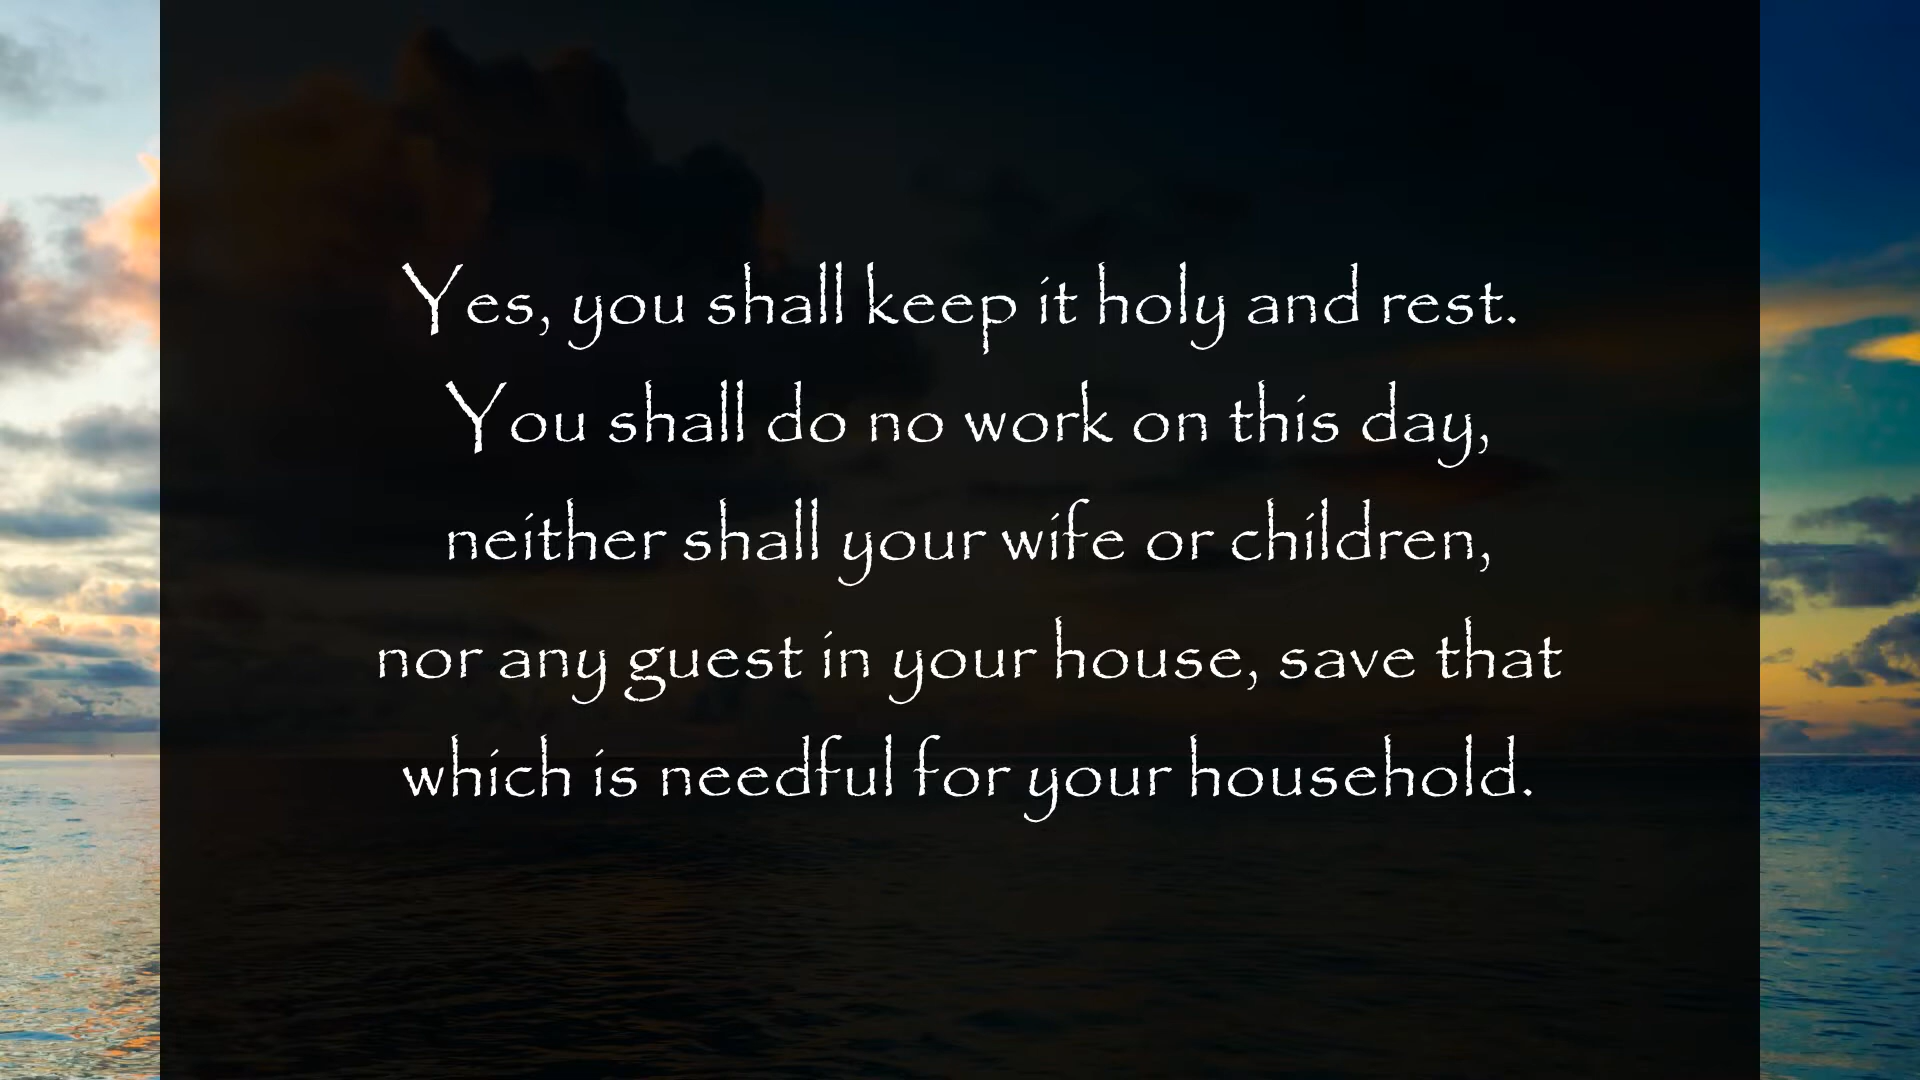 Yes, you shall keep it holy and rest.
You shall do no work on this day,
neither shall your wife or children,
nor any guest in your house, save that
which is needful for your household.